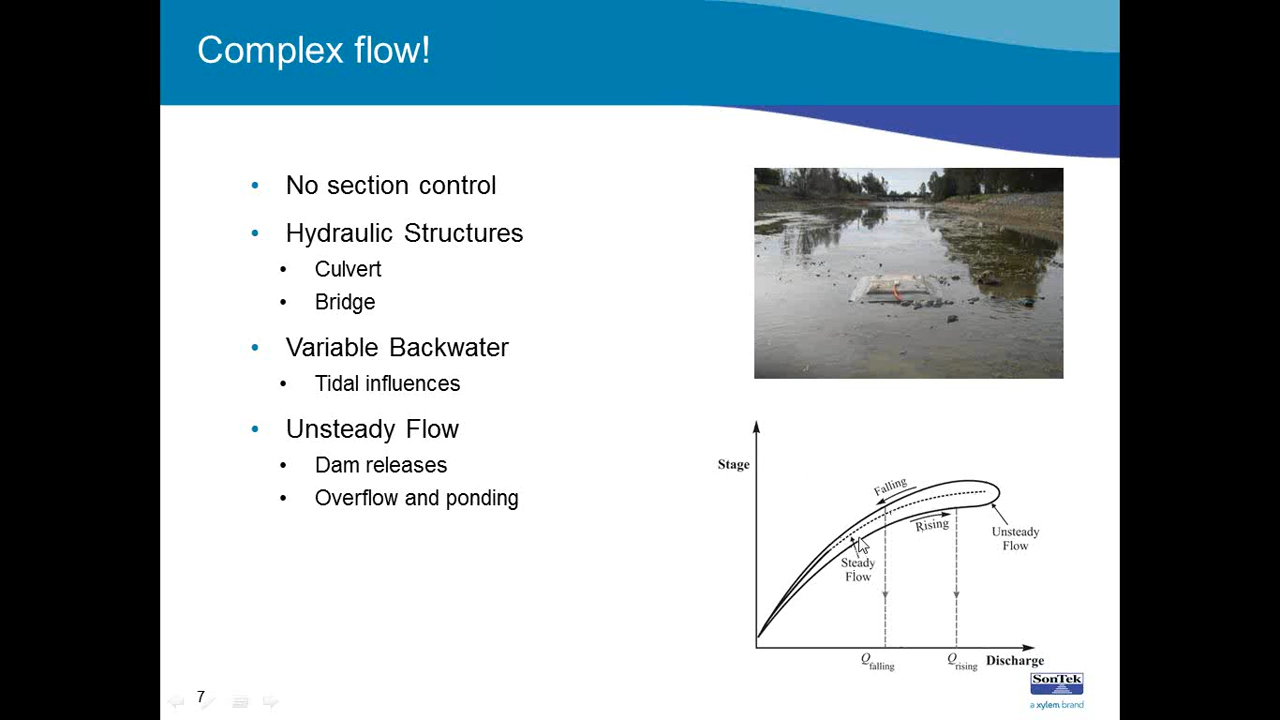 Complex flow!
• No section control
• Hydraulic Structures
• Culvert
• Bridge
• Variable Backwater
• Tidal influences
• Unsteady Flow
• Dam releases
• Overflow and ponding
Stage
Falling
Rising
Unsteady
Flow
Steady
Flow
Qfalling
Qrising
Discharge
SonTek
a xylem brand
7